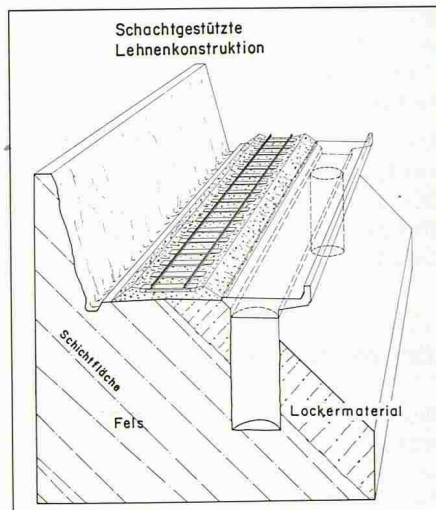 Schachtgestützte
Lehnenkonstruktion
Schichtfläche
Fels
Lockermaterial